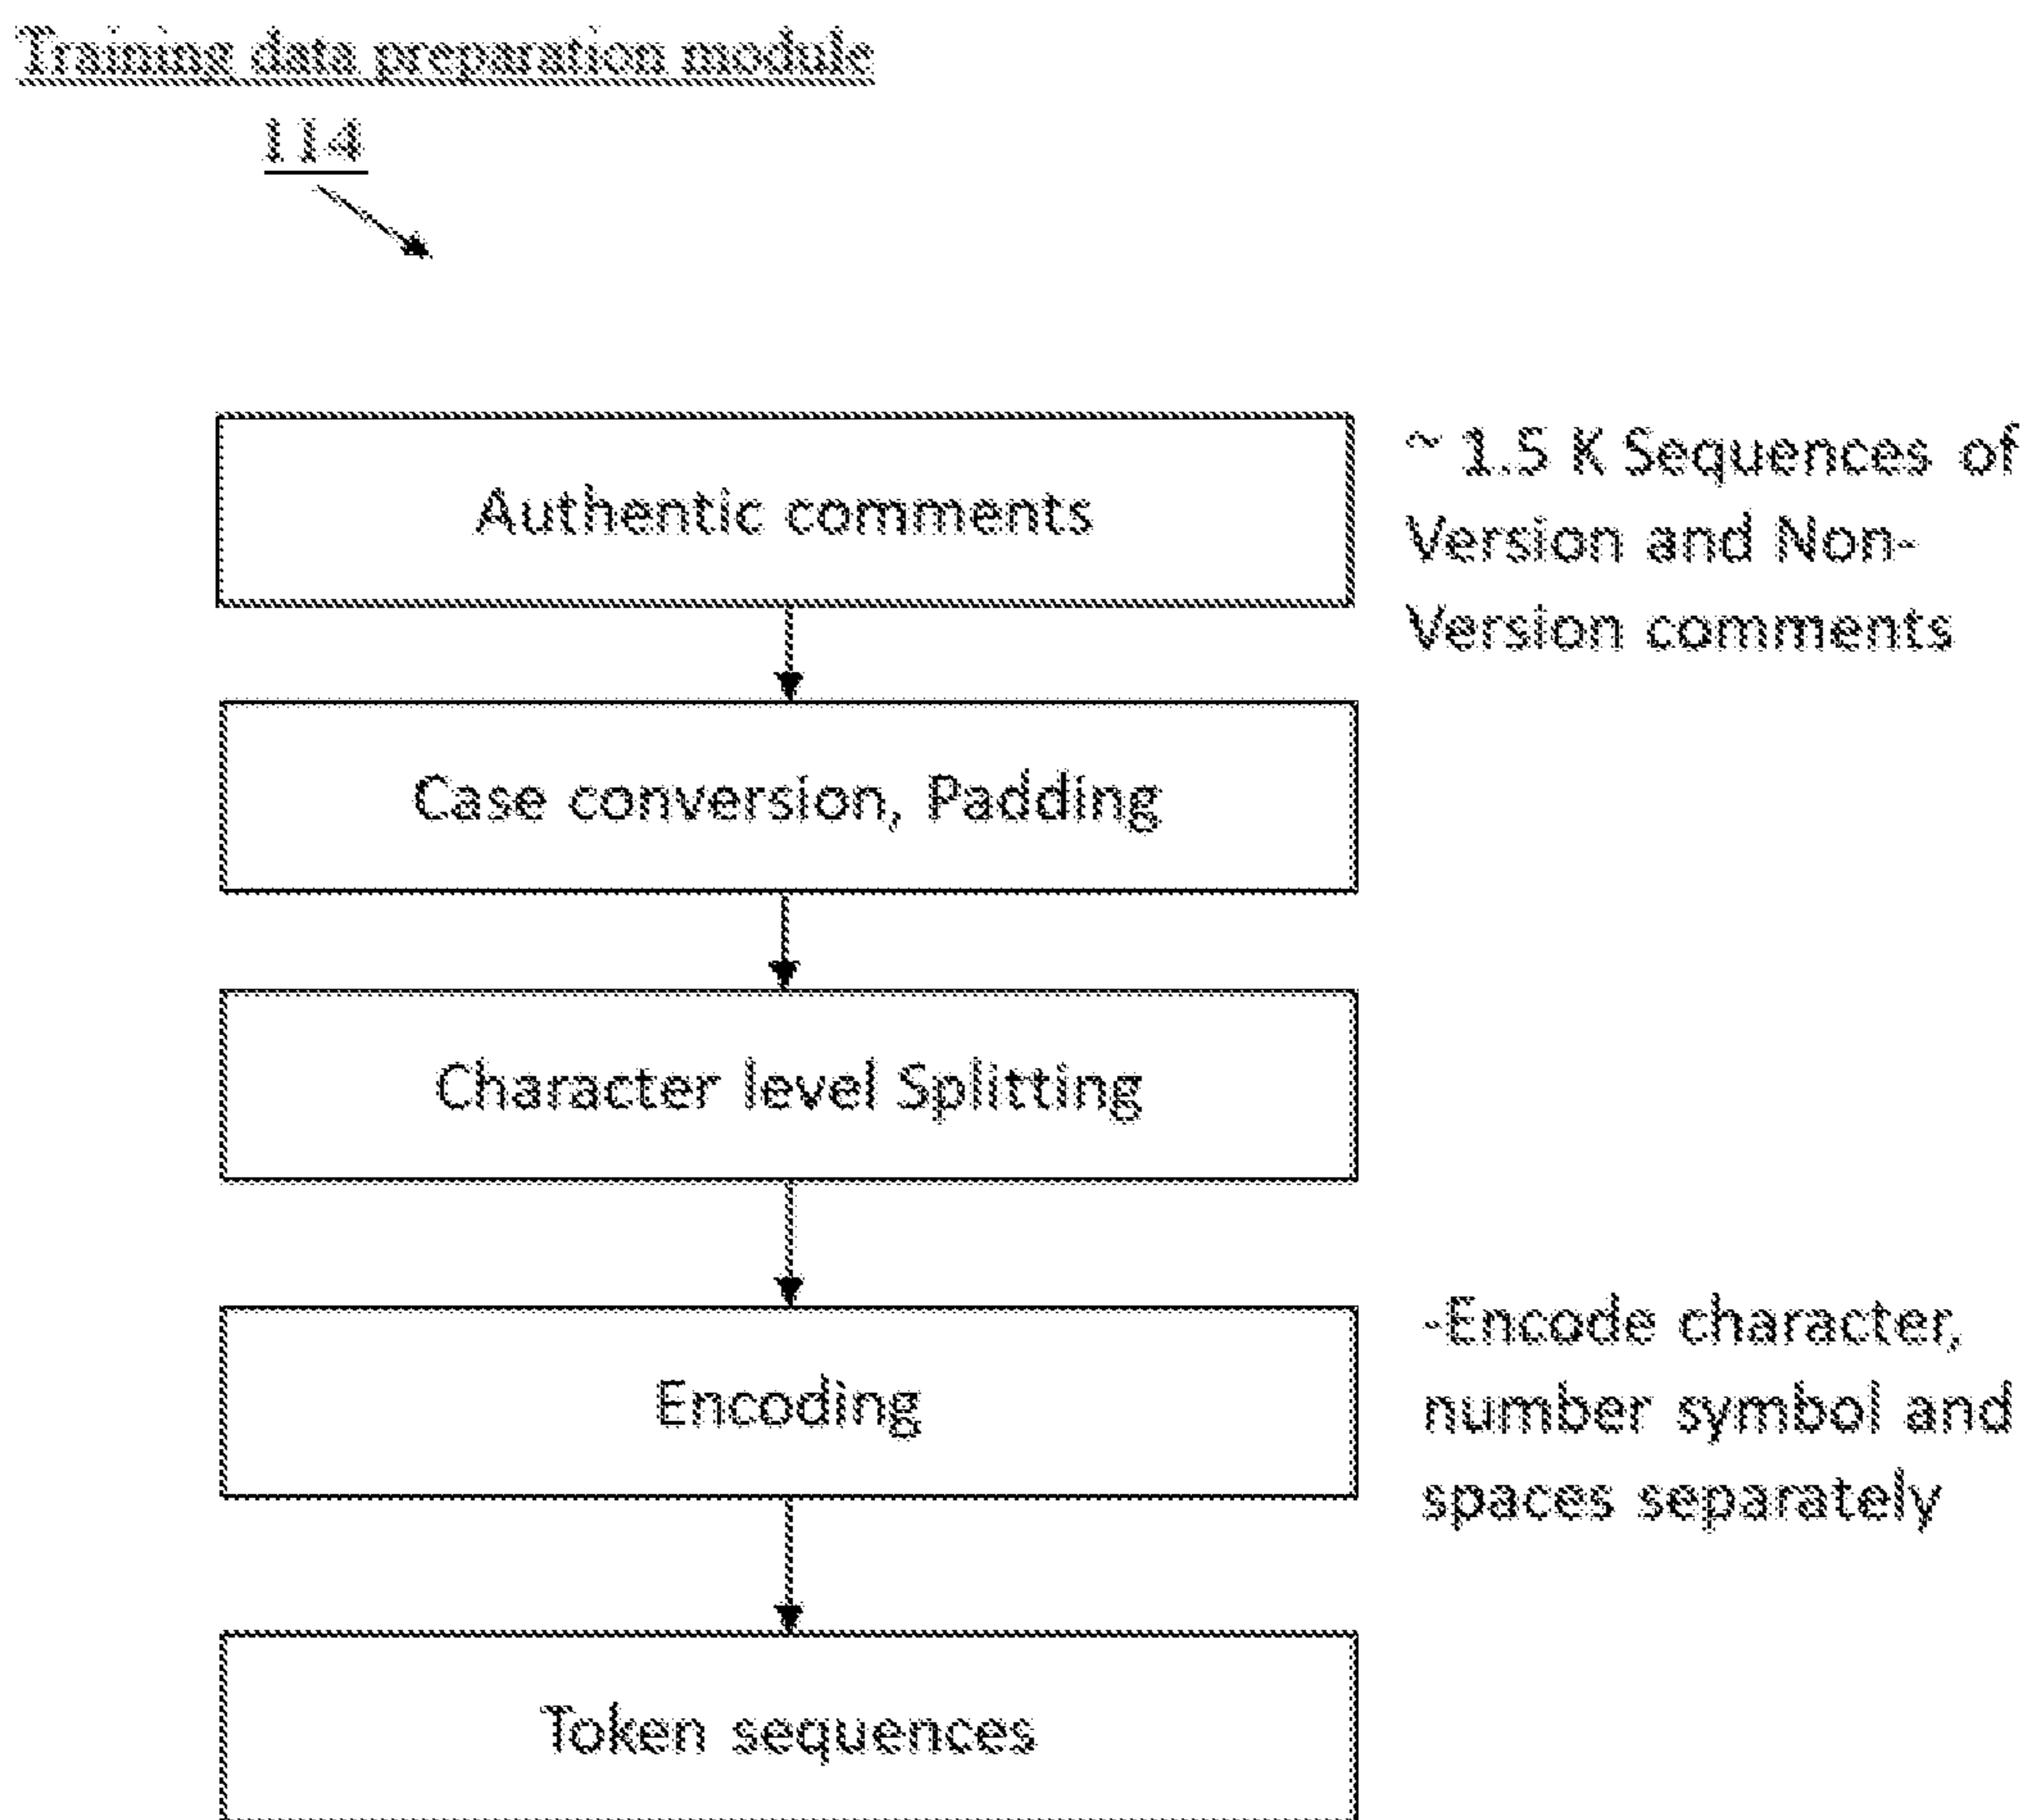 Training data preparation module
114
Authentic comments
~ 1.5 K Sequences of
Version and Non-
Version comments
Case conversion, Padding
Character level Splitting
Encoding
-Encode character,
number symbol and
spaces separately
Token sequences